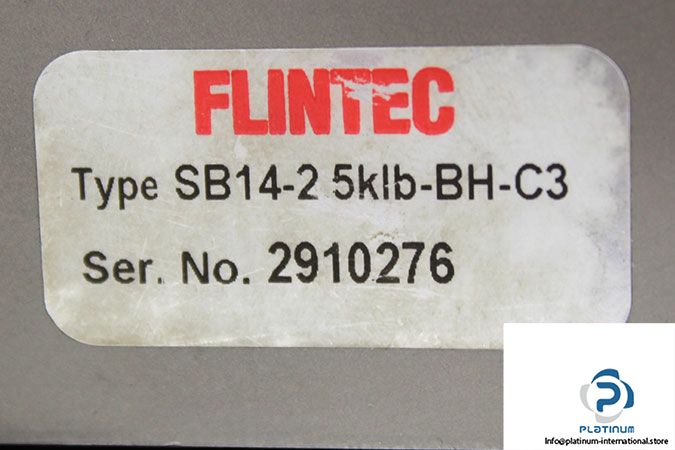 FLINTEC
Type SB14-2 5klb-BH-C3
Ser. No. 2910276
PLATINUM
Info@platinum-international.store